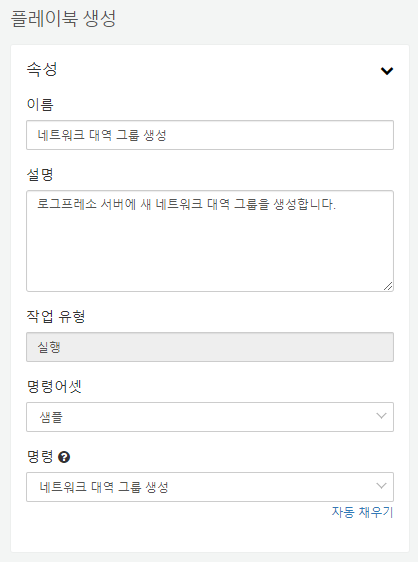 플레이북 생성
속성
이름
네트워크 대역 그룹 생성
설명
로그프레소 서버에 새 네트워크 대역 그룹을 생성합니다.
작업 유형
실행
명령어셋
샘플
명령 ?
네트워크 대역 그룹 생성
자동 채우기